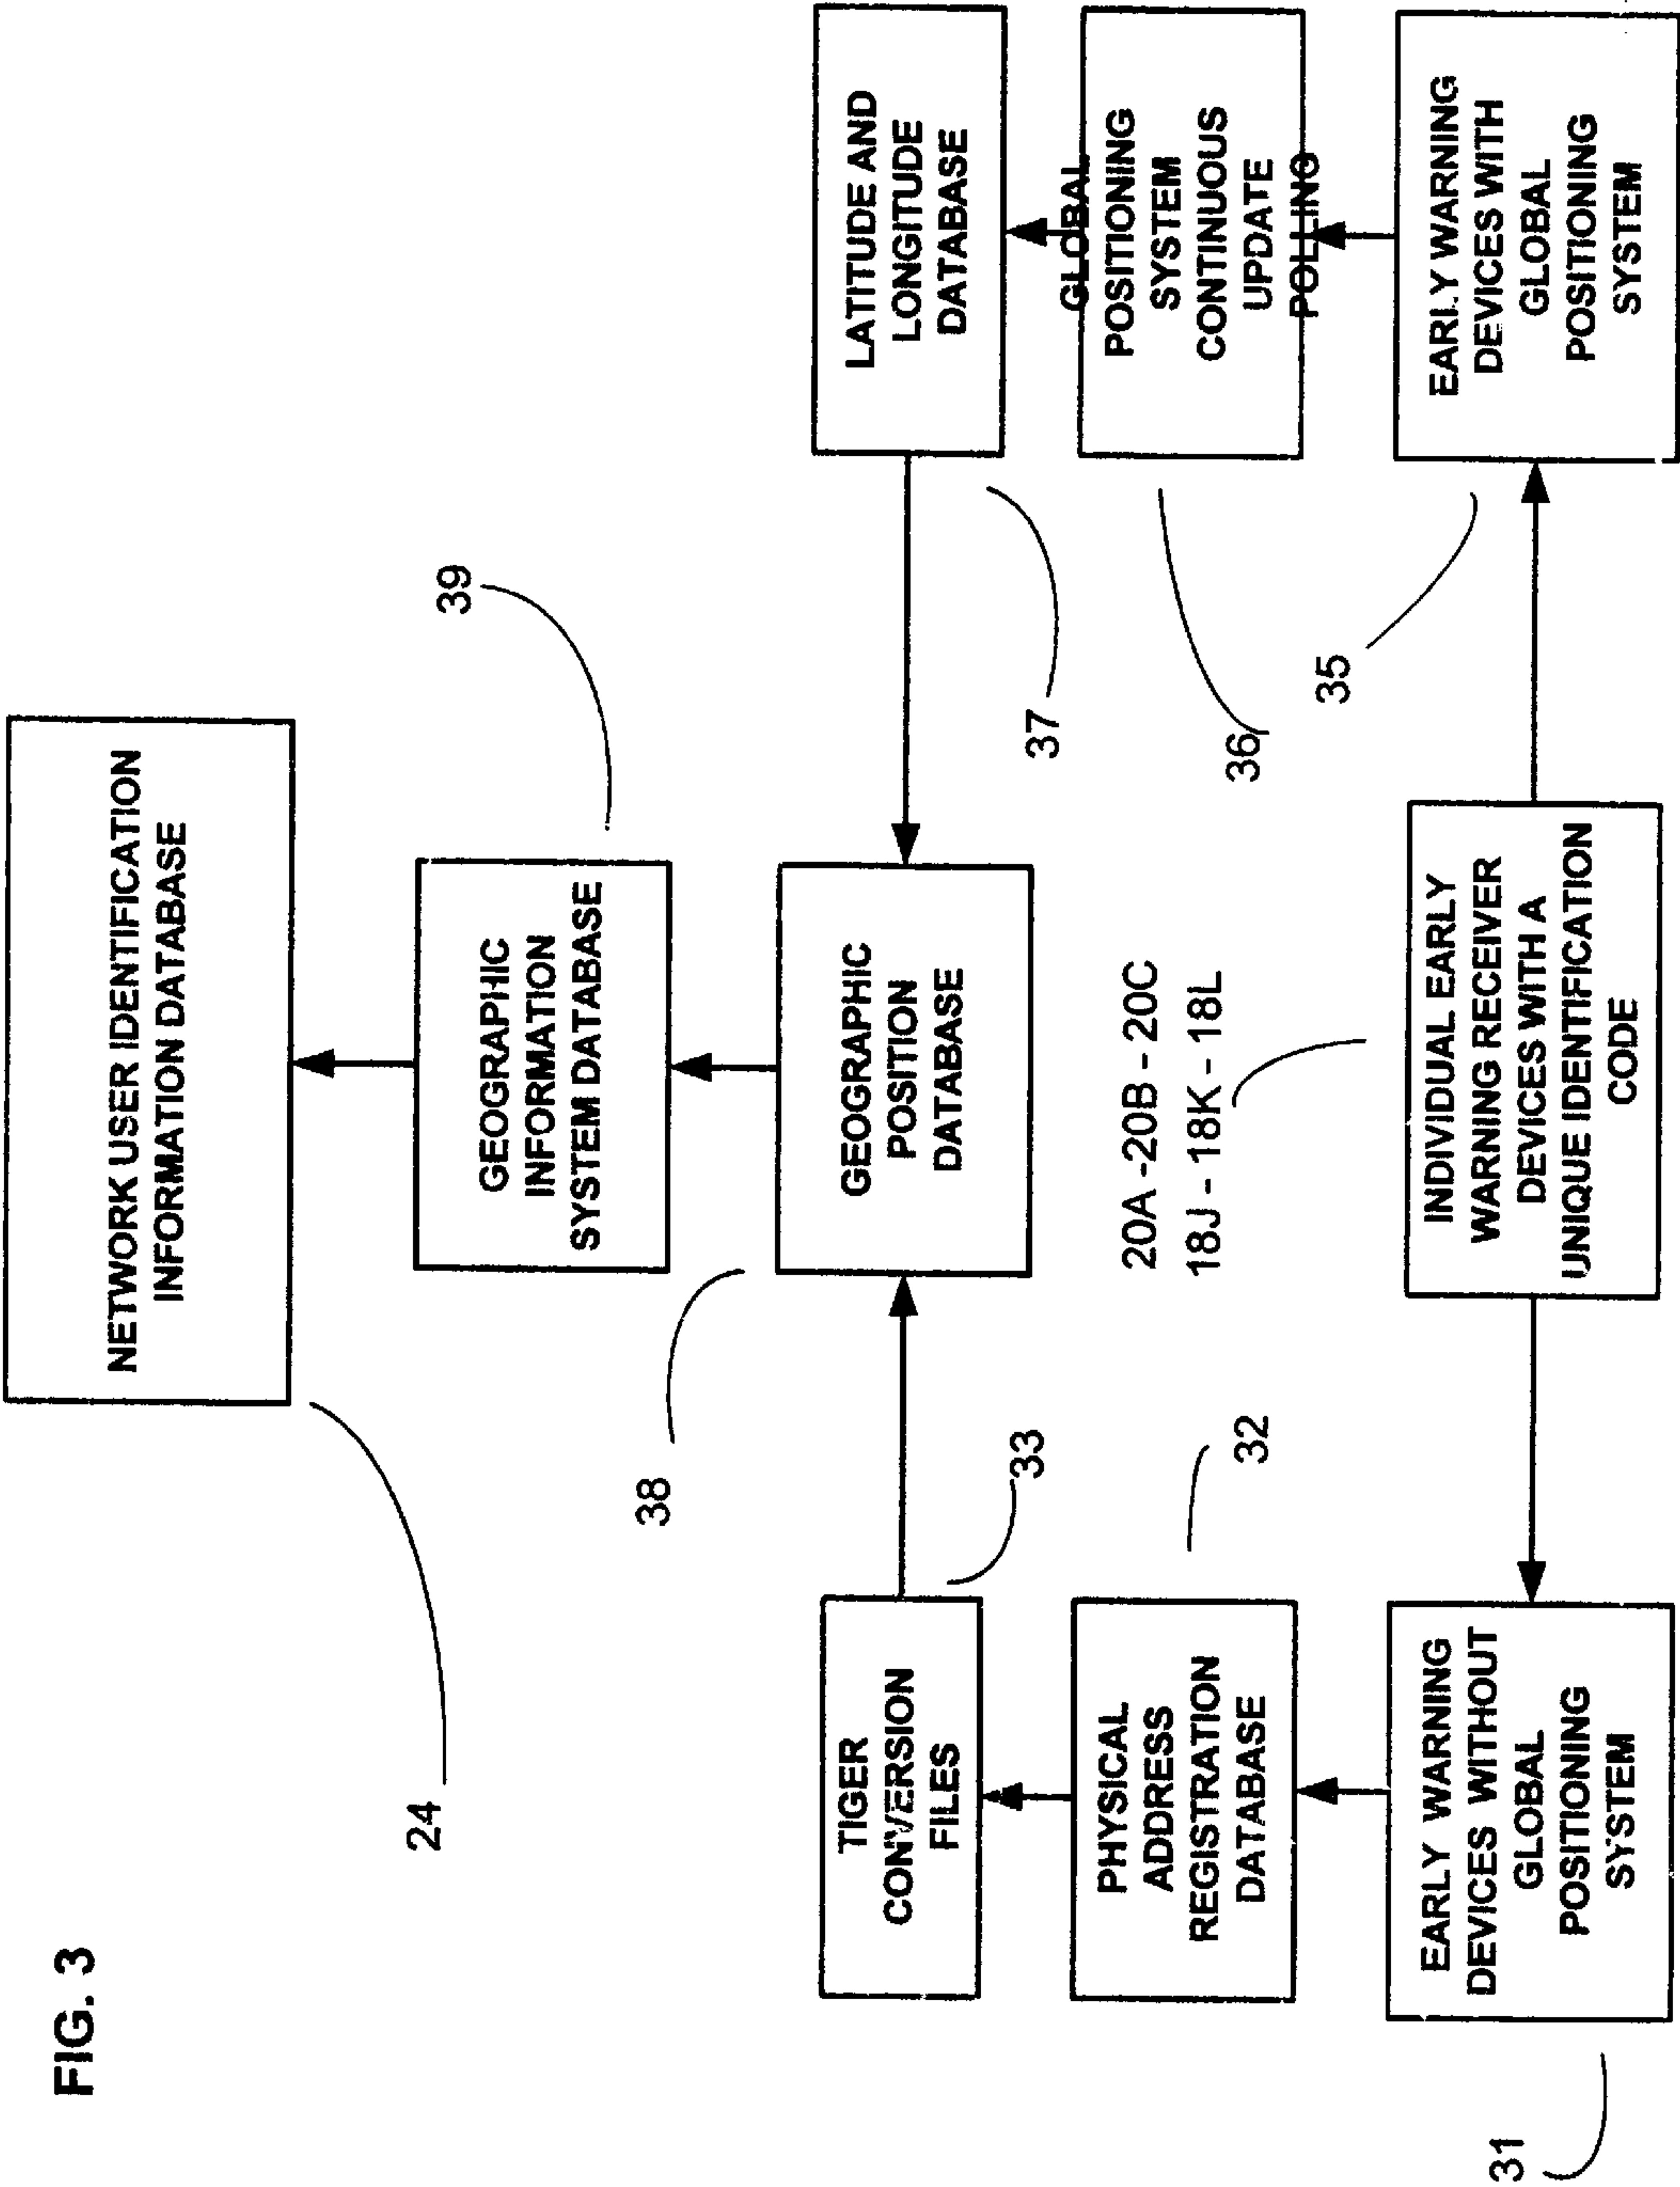 FIG. 3
NETWORK USER IDENTIFICATION
INFORMATION DATABASE
24
39
GEOGRAPHIC
INFORMATION
SYSTEM DATABASE
38
TIGER
CONVERSION
FILES
33
GEOGRAPHIC
POSITION
DATABASE
37
LATITUDE AND
LONGITUDE
DATABASE
PHYSICAL
ADDRESS
REGISTRATION
DATABASE
32
20A -20B - 20C
18J - 18K - 18L
36
GLOBAL
POSITIONING
SYSTEM
CONTINUOUS
UPDATE
POLLING
31
EARLY WARNING
DEVICES WITHOUT
GLOBAL
POSITIONING
SYSTEM
INDIVIDUAL EARLY
WARNING RECEIVER
DEVICES WITH A
UNIQUE IDENTIFICATION
CODE
35
EARLY WARNING
DEVICES WITH
GLOBAL
POSITIONING
SYSTEM